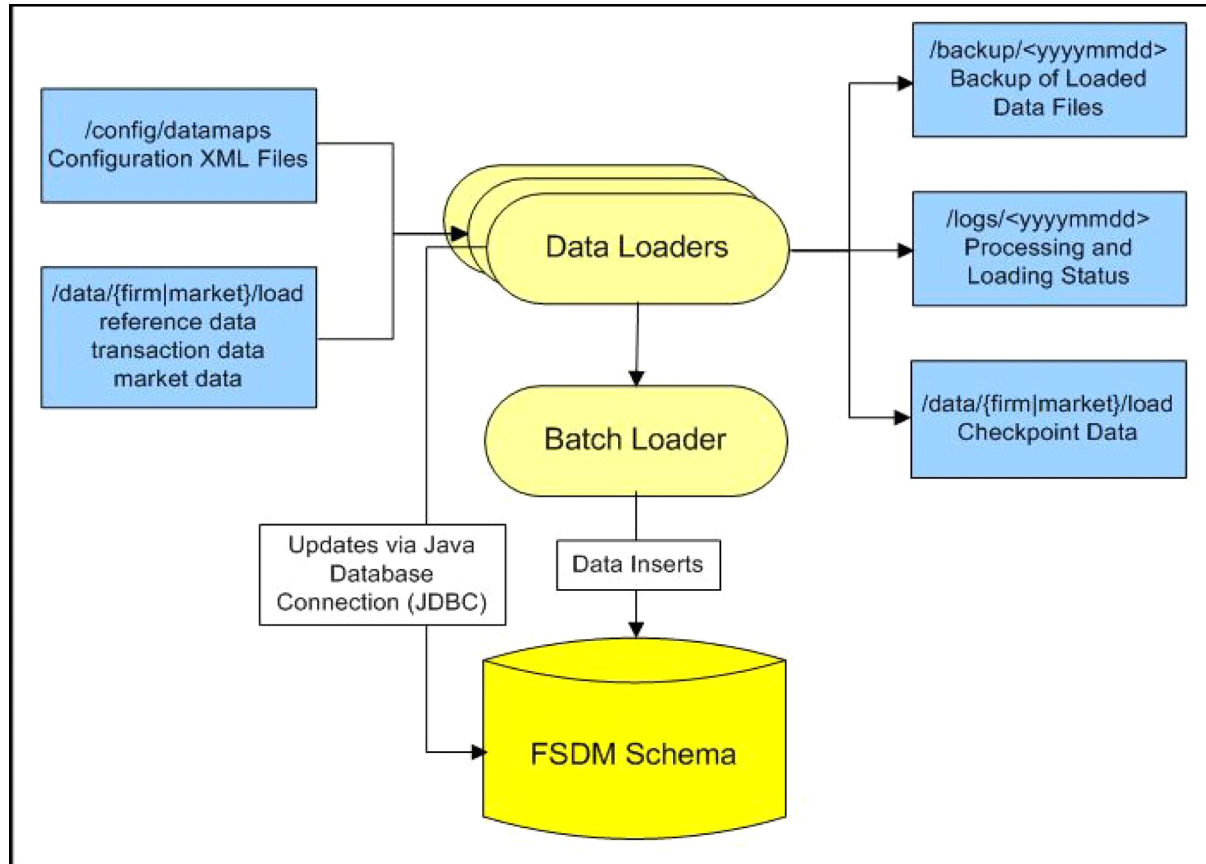 /config/datamaps
Configuration XML Files
/data/{firm|market}/load
reference data
transaction data
market data
Data Loaders
Batch Loader
Updates via Java
Database
Connection (JDBC)
Data Inserts
FSDM Schema
/backup/<yyyymmdd>
Backup of Loaded
Data Files
/logs/<yyyymmdd>
Processing and
Loading Status
/data/{firm|market}/load
Checkpoint Data